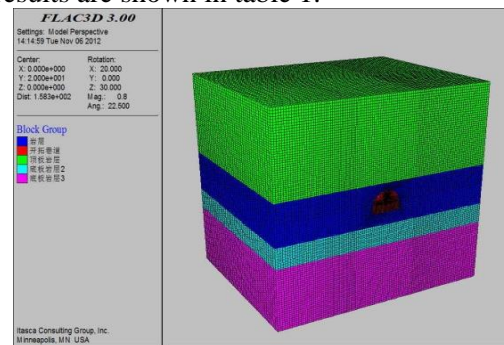 results are shown in table 1.
FLAC3D 3.00
Settings: Model Perspective
14:14:59 Tue Nov 06 2012
Center:
X: 0.000e+000
Y: 2.000e+001
Z: 0.000e+000
Dist: 1.583e+002
Rotation:
X: 20.000
Y: 0.000
Z: 30.000
Mag.: 0.8
Ang.: 22.500
Block Group
岩层
开拓巷道
顶板岩层
底板岩层2
底板岩层3
Itasca Consulting Group, Inc.
Minneapolis, MN USA